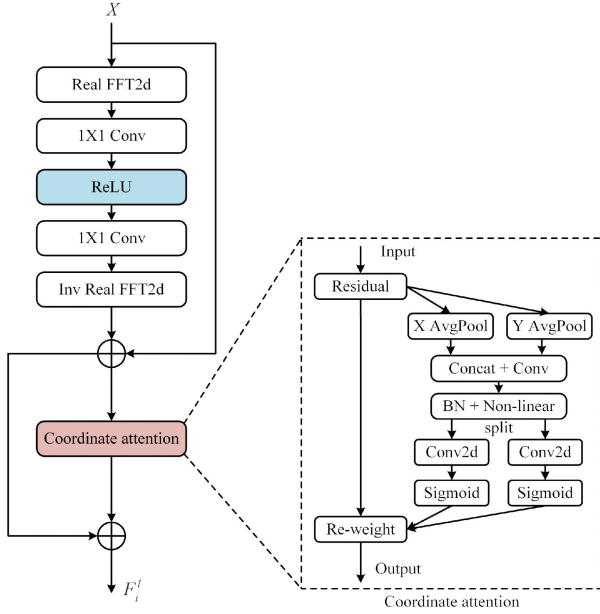 X
Real FFT2d
1X1 Conv
ReLU
1X1 Conv
Inv Real FFT2d
Coordinate attention
F_i^l
Input
Residual
X AvgPool Y AvgPool
Concat + Conv
BN + Non-linear
split
Conv2d Conv2d
Sigmoid Sigmoid
Re-weight
Output
Coordinate attention